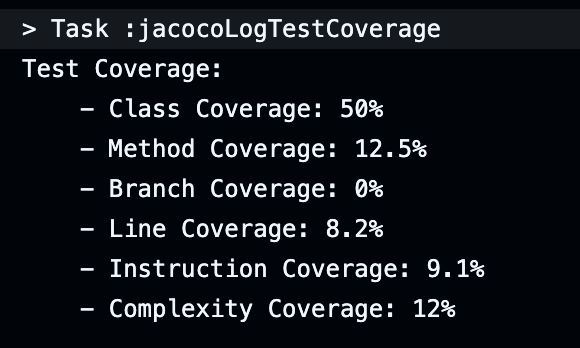 > Task :jacocoLogTestCoverage
Test Coverage:
    - Class Coverage: 50%
    - Method Coverage: 12.5%
    - Branch Coverage: 0%
    - Line Coverage: 8.2%
    - Instruction Coverage: 9.1%
    - Complexity Coverage: 12%